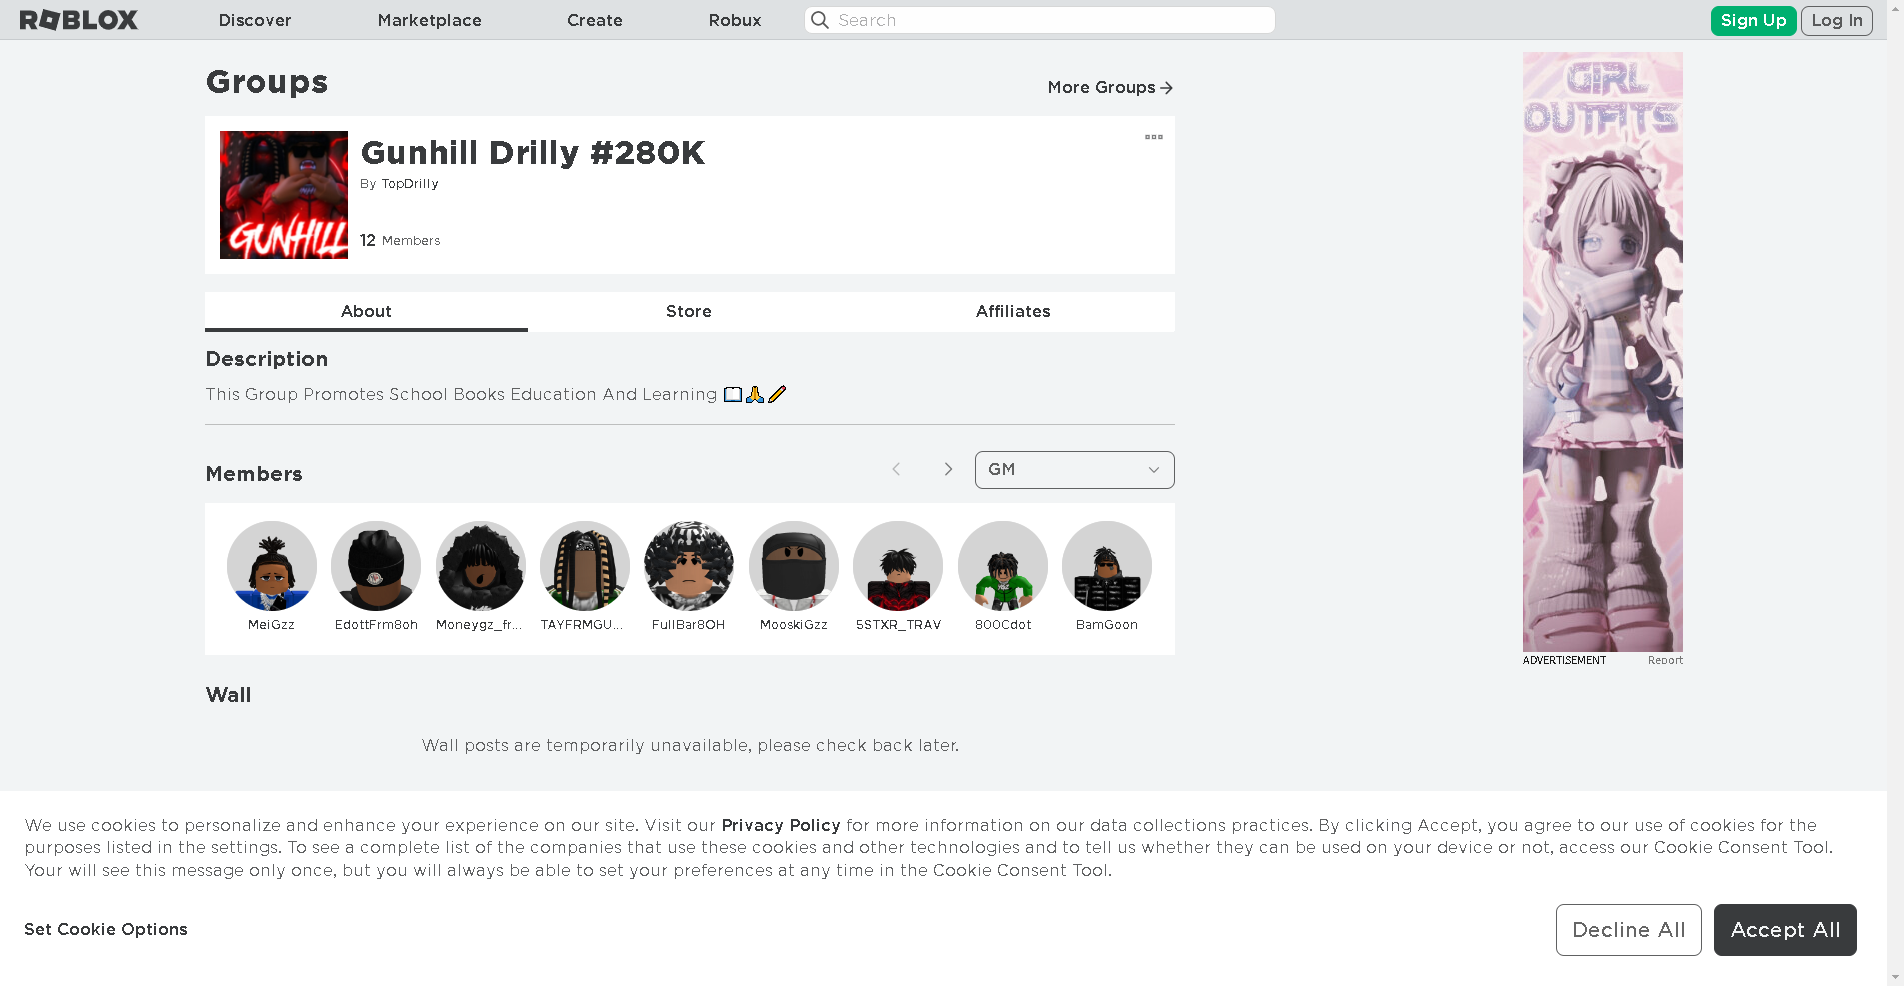 ROBLOX
Discover
Marketplace
Create
Robux
Search
Sign Up
Log In
Groups
More Groups
GUNHILL
Gunhill Drilly #280K
By TopDrilly
12 Members
About
Store
Affiliates
Description
This Group Promotes School Books Education And Learning 📖🙏✏️
Members
GM
MeiGzz
EdottFrm8oh
Moneygz_fr...
TAYFRMGU...
FullBar8OH
MooskiGzz
5STXR_TRAV
800Cdot
BamGoon
Wall
Wall posts are temporarily unavailable, please check back later.
GIRL
OUTFITS
ADVERTISEMENT
Report
We use cookies to personalize and enhance your experience on our site. Visit our Privacy Policy for more information on our data collections practices. By clicking Accept, you agree to our use of cookies for the
purposes listed in the settings. To see a complete list of the companies that use these cookies and other technologies and to tell us whether they can be used on your device or not, access our Cookie Consent Tool.
Your will see this message only once, but you will always be able to set your preferences at any time in the Cookie Consent Tool.
Set Cookie Options
Decline All
Accept All